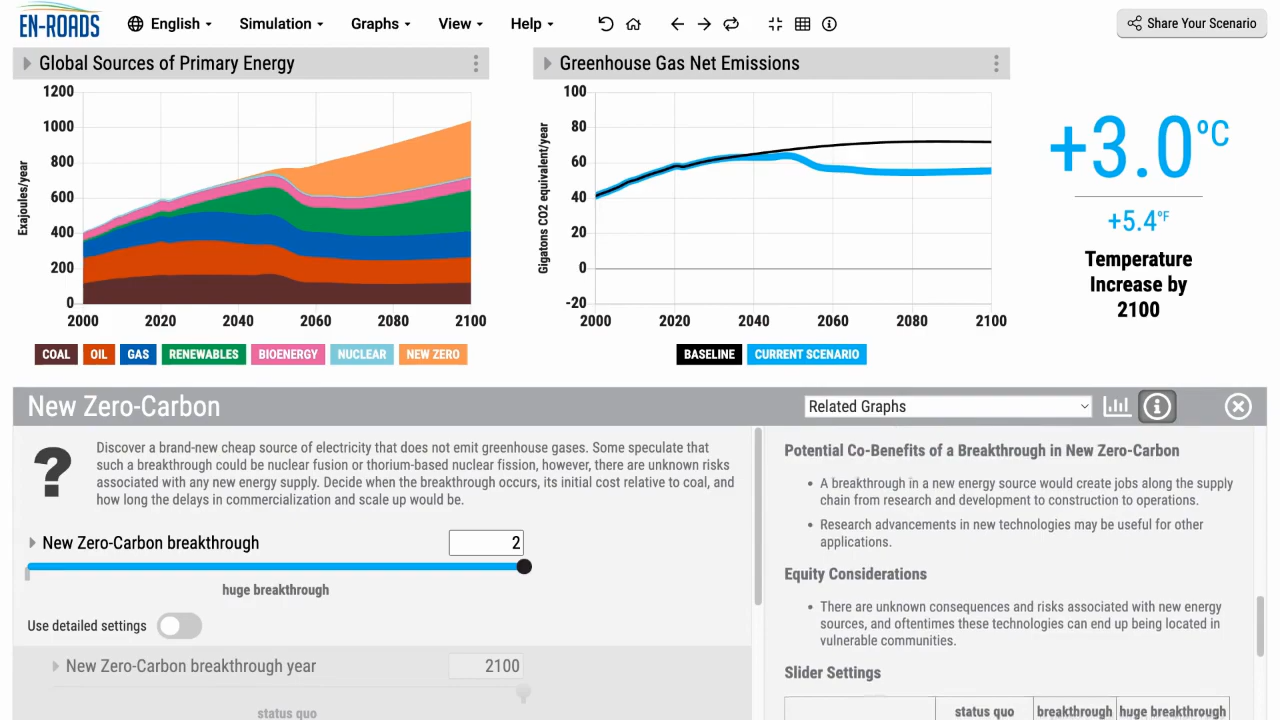 EN-ROADS
English
Simulation
Graphs
View
Help
Share Your Scenario
Global Sources of Primary Energy
Exajoules/year
1200
1000
800
600
400
200
0
2000 2020 2040 2060 2080 2100
COAL OIL GAS RENEWABLES BIOENERGY NUCLEAR NEW ZERO
Greenhouse Gas Net Emissions
Gigatons CO2 equivalent/year
100
80
60
40
20
0
-20
2000 2020 2040 2060 2080 2100
BASELINE CURRENT SCENARIO
+3.0°C
+5.4°F
Temperature
Increase by
2100
New Zero-Carbon
Related Graphs
Discover a brand-new cheap source of electricity that does not emit greenhouse gases. Some speculate that
such a breakthrough could be nuclear fusion or thorium-based nuclear fission, however, there are unknown risks
associated with any new energy supply. Decide when the breakthrough occurs, its initial cost relative to coal, and
how long the delays in commercialization and scale up would be.
New Zero-Carbon breakthrough 2
huge breakthrough
Use detailed settings
New Zero-Carbon breakthrough year 2100
status quo
Potential Co-Benefits of a Breakthrough in New Zero-Carbon
• A breakthrough in a new energy source would create jobs along the supply
chain from research and development to construction to operations.
• Research advancements in new technologies may be useful for other
applications.
Equity Considerations
• There are unknown consequences and risks associated with new energy
sources, and oftentimes these technologies can end up being located in
vulnerable communities.
Slider Settings
status quo breakthrough huge breakthrough